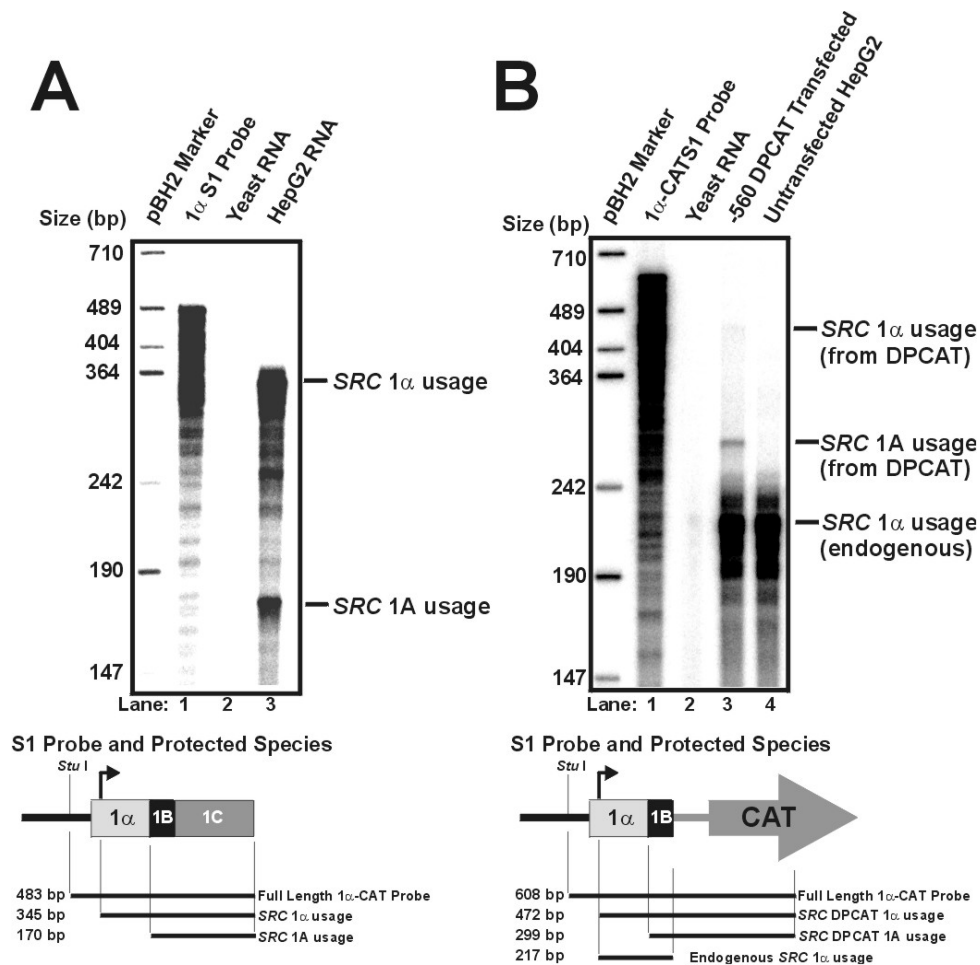 A
pBH2 Marker
1α S1 Probe
Yeast RNA
HepG2 RNA
Size (bp)
710
489
404
364
242
190
147
SRC 1α usage
SRC 1A usage
Lane: 1 2 3
S1 Probe and Protected Species
Stu I
1α 1B 1C
483 bp Full Length 1α-CAT Probe
345 bp SRC 1α usage
170 bp SRC 1A usage
B
pBH2 Marker
1α-CATS1 Probe
Yeast RNA
-560 DPCAT Transfected
Untransfected HepG2
Size (bp)
710
489
404
364
242
190
147
SRC 1α usage
(from DPCAT)
SRC 1A usage
(from DPCAT)
SRC 1α usage
(endogenous)
Lane: 1 2 3 4
S1 Probe and Protected Species
Stu I
1α 1B CAT
608 bp Full Length 1α-CAT Probe
472 bp SRC DPCAT 1α usage
299 bp SRC DPCAT 1A usage
217 bp Endogenous SRC 1α usage